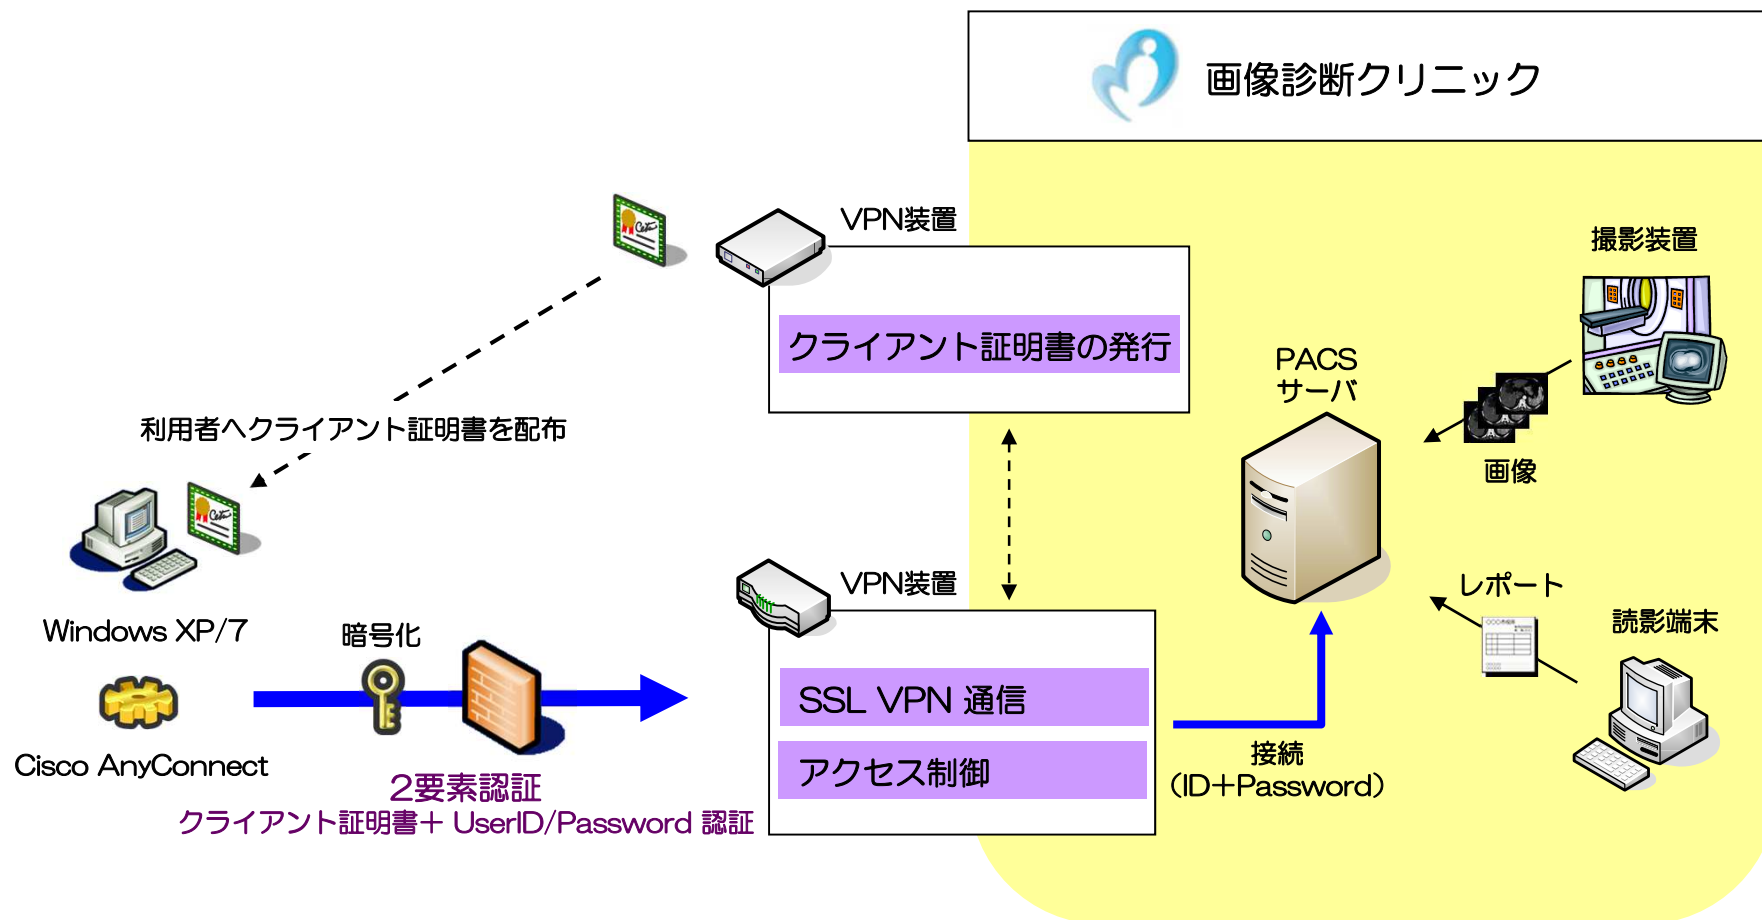 画像診断クリニック
VPN装置
クライアント証明書の発行
撮影装置
PACS
サーバ
画像
利用者へクライアント証明書を配布
VPN装置
レポート
読影端末
Windows XP/7
暗号化
SSL VPN 通信
アクセス制御
接続
(ID+Password)
Cisco AnyConnect
2要素認証
クライアント証明書＋ UserID/Password 認証